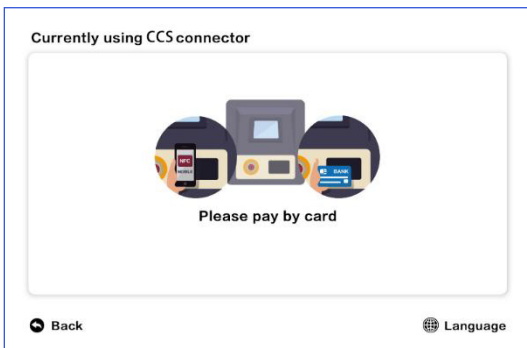 Currently using CCS connector
NFC
MOBILE
BANK
Please pay by card
Back
Language